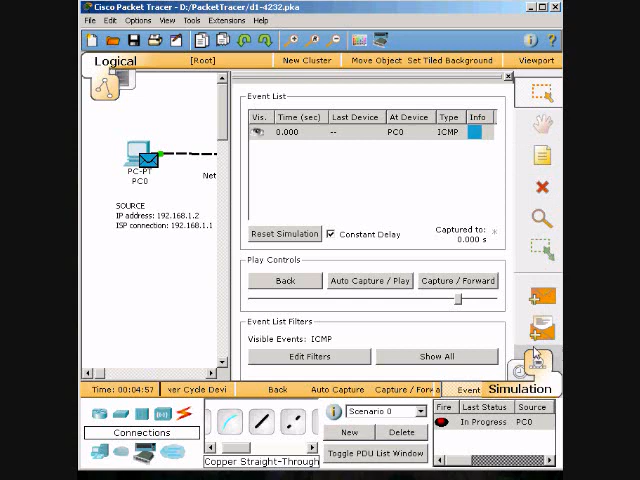 Cisco Packet Tracer - D:/PacketTracer/d1-4232.pka
File Edit Options View Tools Extensions Help
Logical [Root] New Cluster Move Object Set Tiled Background Viewport
Event List
Vis. Time (sec) Last Device At Device Type Info
0.000 -- PC0 ICMP
PC-PT
PC0
Net
SOURCE
IP address: 192.168.1.2
ISP connection: 192.168.1.1
Reset Simulation Constant Delay
Captured to: *
0.000 s
Play Controls
Back Auto Capture / Play Capture / Forward
Event List Filters
Visible Events: ICMP
Edit Filters Show All
Time: 00:04:57 ver Cycle Devi Back Auto Capture Capture / Forwa Event Simulation
Connections
Copper Straight-Through
Scenario 0
New Delete
Toggle PDU List Window
Fire Last Status Source
In Progress PC0